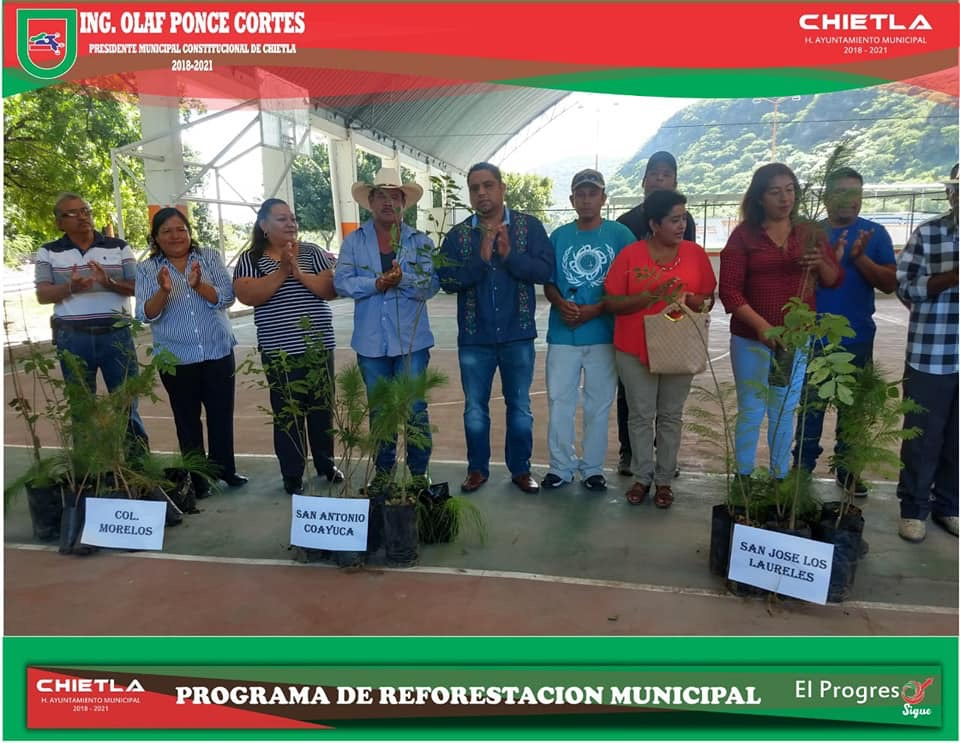 ING. OLAF PONCE CORTES
PRESIDENTE MUNICIPAL CONSTITUCIONAL DE CHIETLA
2018-2021
CHIETLA
H. AYUNTAMIENTO MUNICIPAL
2018 - 2021
COL.
MORELOS
SAN ANTONIO
COAYUCA
SAN JOSE LOS
LAURELES
CHIETLA
H. AYUNTAMIENTO MUNICIPAL
2018 - 2021
PROGRAMA DE REFORESTACION MUNICIPAL
El Progreso
Sigue